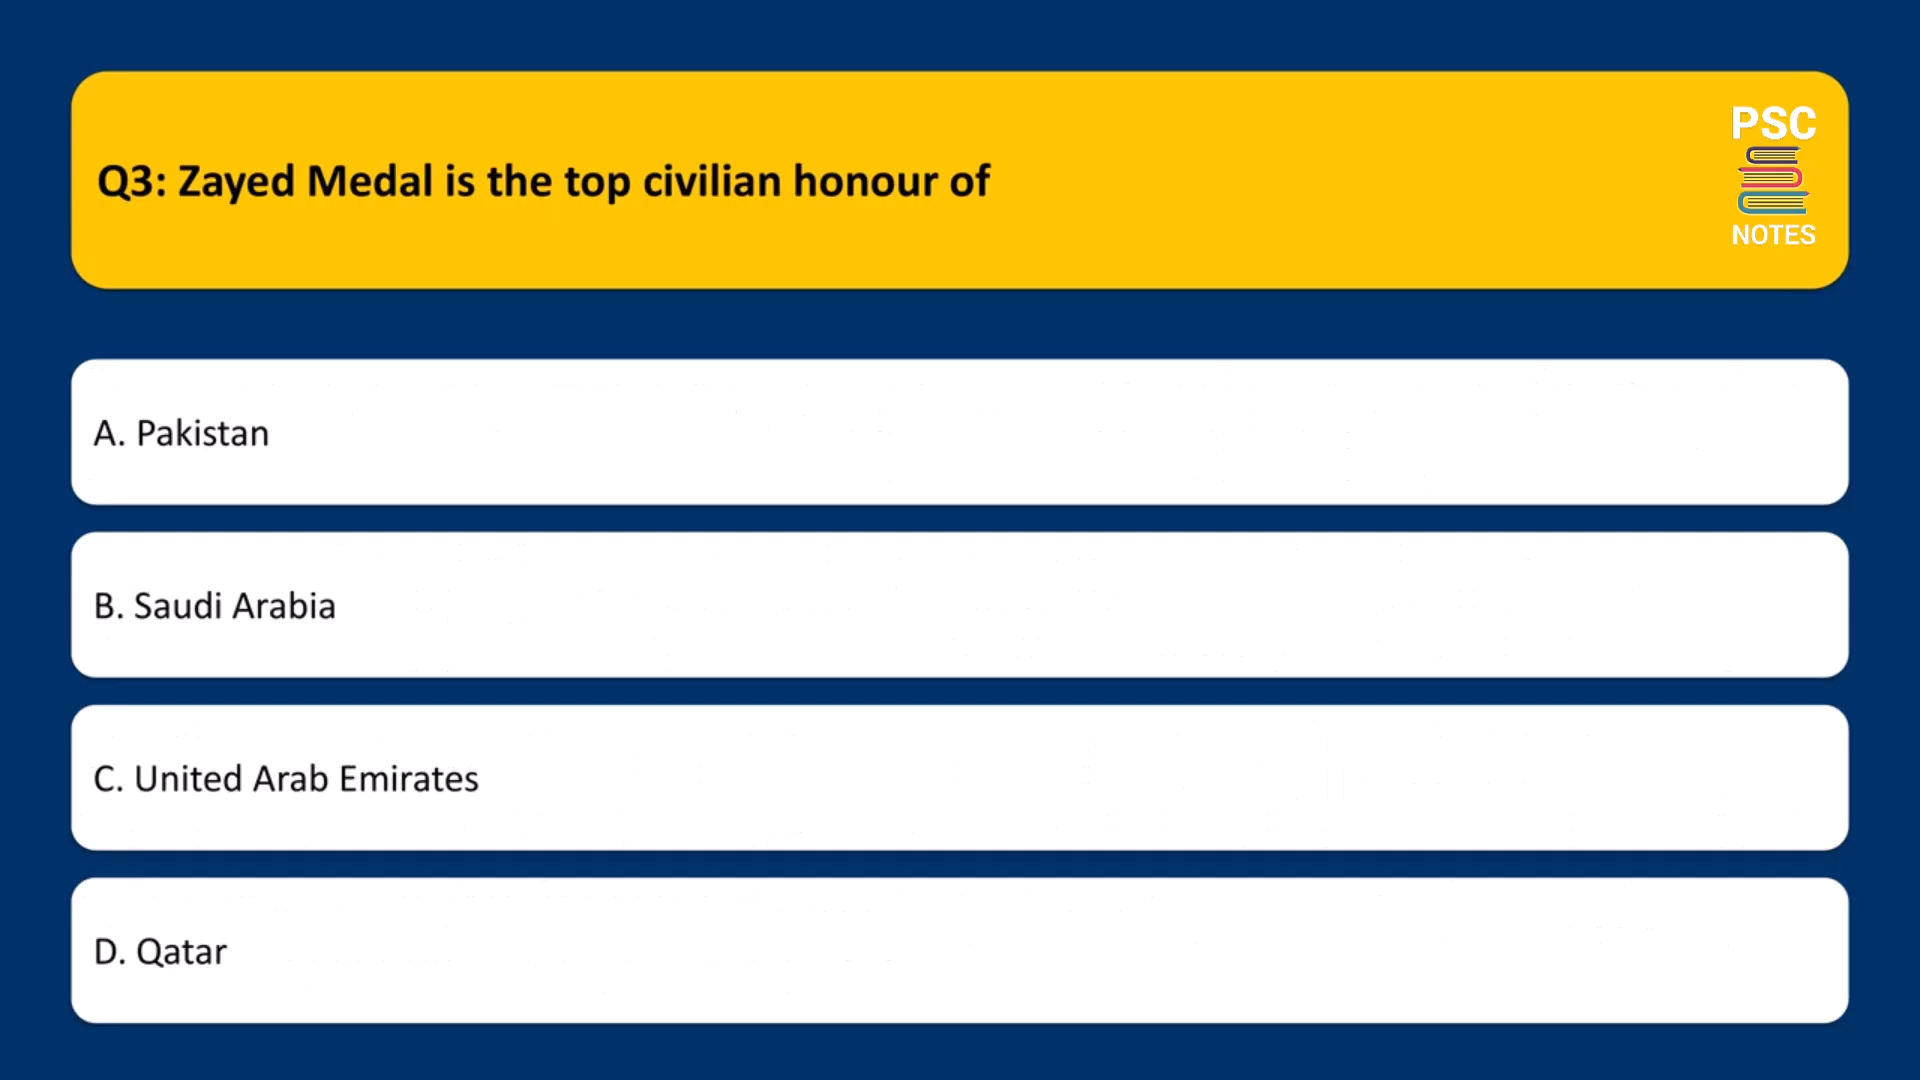 PSC
NOTES
Q3: Zayed Medal is the top civilian honour of
A. Pakistan
B. Saudi Arabia
C. United Arab Emirates
D. Qatar